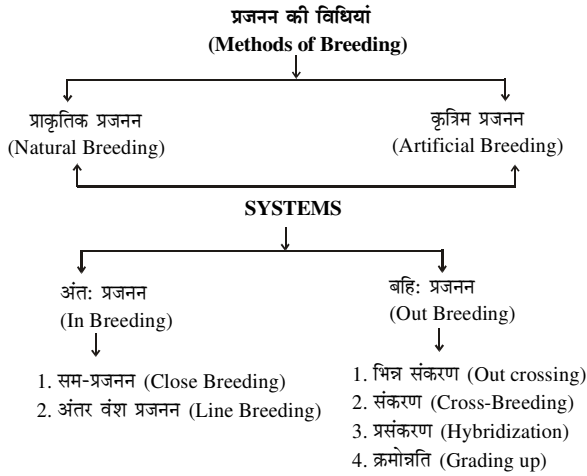 प्रजनन की विधियां
(Methods of Breeding)
प्राकृतिक प्रजनन
(Natural Breeding)
कृत्रिम प्रजनन
(Artificial Breeding)
SYSTEMS
अंत: प्रजनन
(In Breeding)
1. सम-प्रजनन (Close Breeding)
2. अंतर वंश प्रजनन (Line Breeding)
बहि: प्रजनन
(Out Breeding)
1. भिन्न संकरण (Out crossing)
2. संकरण (Cross-Breeding)
3. प्रसंकरण (Hybridization)
4. क्रमोन्नति (Grading up)